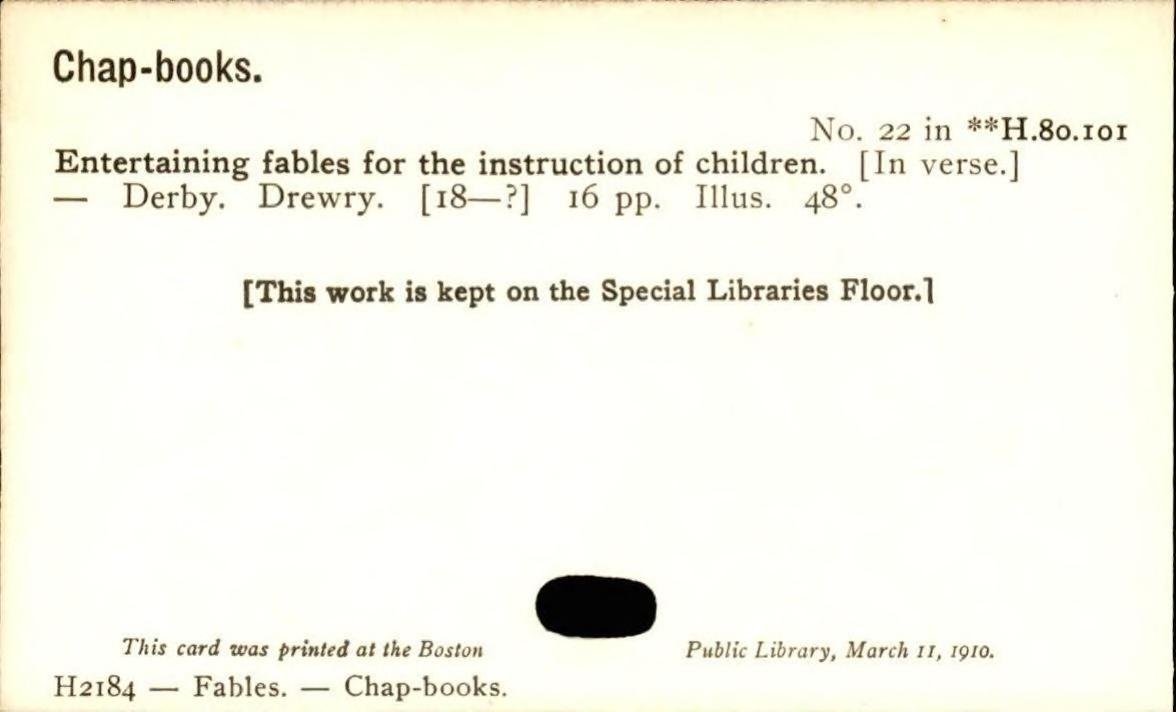 Chap-books.
No. 22 in **H.80.101
Entertaining fables for the instruction of children. [In verse.]
— Derby. Drewry. [18—?] 16 pp. Illus. 48°.
[This work is kept on the Special Libraries Floor.]
This card was printed at the Boston Public Library, March 11, 1910.
H2184 — Fables. — Chap-books.